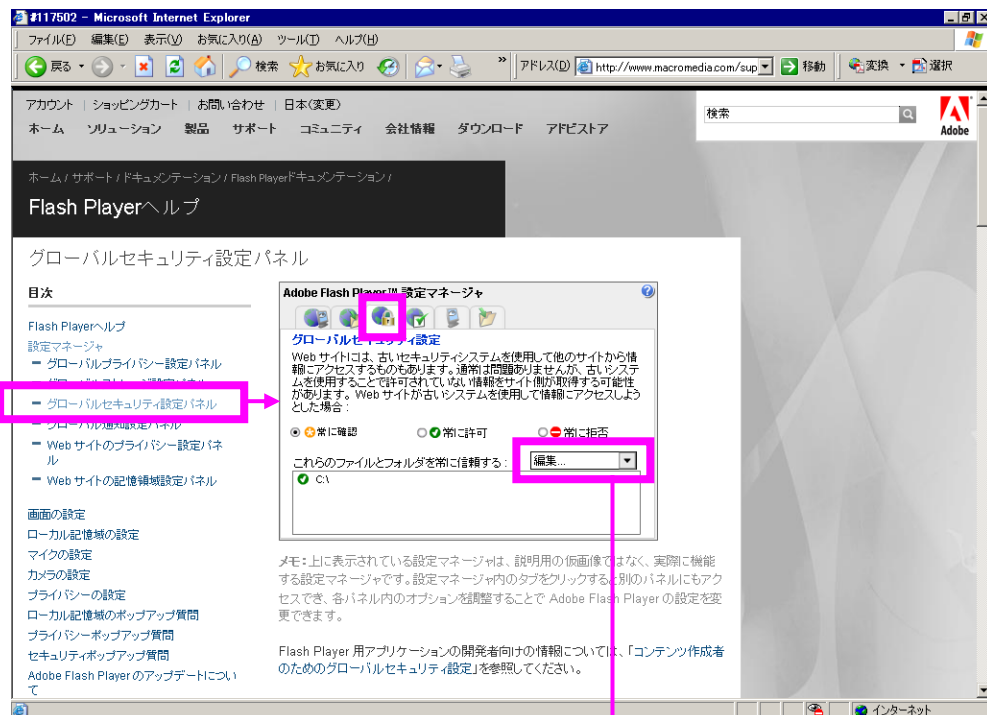 #117502 - Microsoft Internet Explorer
ファイル(F) 編集(E) 表示(V) お気に入り(A) ツール(T) ヘルプ(H)
戻る 検索 お気に入り » アドレス(D) http://www.macromedia.com/sup 移動 変換 選択
アカウント | ショッピングカート | お問い合わせ | 日本(変更)
検索
Adobe
ホーム ソリューション 製品 サポート コミュニティ 会社情報 ダウンロード アドビストア
ホーム / サポート / ドキュメンテーション / Flash Playerドキュメンテーション /
Flash Playerヘルプ
グローバルセキュリティ設定パネル
目次
Flash Playerヘルプ
設定マネージャ
グローバルプライバシー設定パネル
グローバルセキュリティ設定パネル
グローバル通知設定パネル
Web サイトのプライバシー設定パネ
ル
Web サイトの記憶領域設定パネル
画面の設定
ローカル記憶域の設定
マイクの設定
カメラの設定
プライバシーの設定
ローカル記憶域のポップアップ質問
プライバシーポップアップ質問
セキュリティポップアップ質問
Adobe Flash Player のアップデートについ
て
Adobe Flash Player™ 設定マネージャ
グローバルセキュリティ設定
Web サイトには、古いセキュリティシステムを使用して他のサイトから情
報にアクセスするものもあります。通常は問題ありませんが、古いシステ
ムを使用することで許可されていない情報をサイト側が取得する可能性
があります。Web サイトが古いシステムを使用して情報にアクセスしよう
とした場合 :
常に確認 常に許可 常に拒否
これらのファイルとフォルダを常に信頼する : 編集...
C:\
メモ : 上に表示されている設定マネージャは、説明用の仮画像ではなく、実際に機能
する設定マネージャです。設定マネージャ内のタブをクリックすると別のパネルにもアク
セスでき、各パネル内のオプションを調整することで Adobe Flash Player の設定を変
更できます。
Flash Player 用アプリケーションの開発者向けの情報については、「コンテンツ作成者
のためのグローバルセキュリティ設定」を参照してください。
インターネット